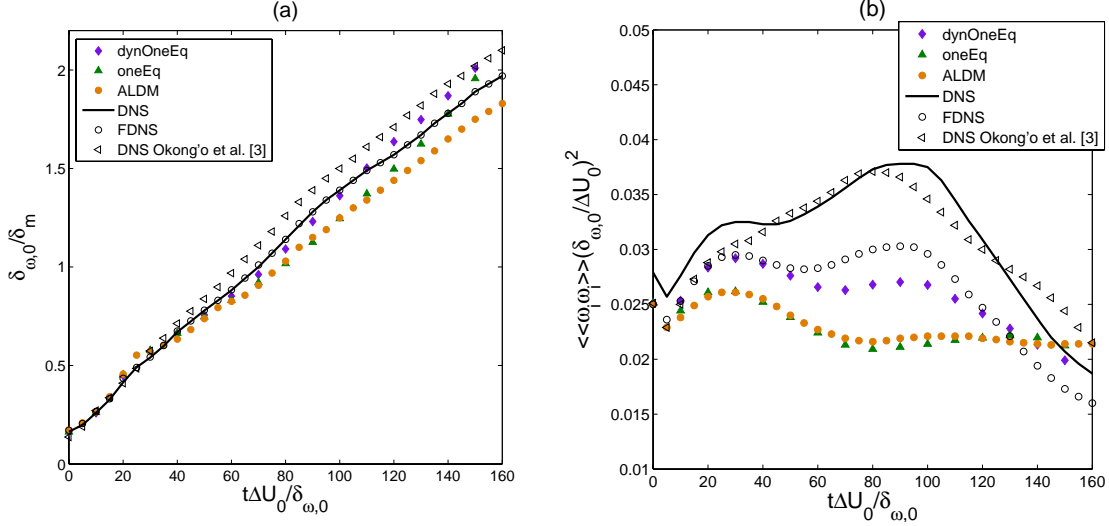 (a)
dynOneEq
oneEq
ALDM
DNS
FDNS
DNS Okong'o et al. [3]
δω,0/δm
2
1.5
1
0.5
0
20 40 60 80 100 120 140 160
tΔU0/δω,0
(b)
dynOneEq
oneEq
ALDM
DNS
FDNS
DNS Okong'o et al. [3]
<<ωiωi>>(δω,0/ΔU0)2
0.05
0.045
0.04
0.035
0.03
0.025
0.02
0.015
0.01
0 20 40 60 80 100 120 140 160
tΔU0/δω,0